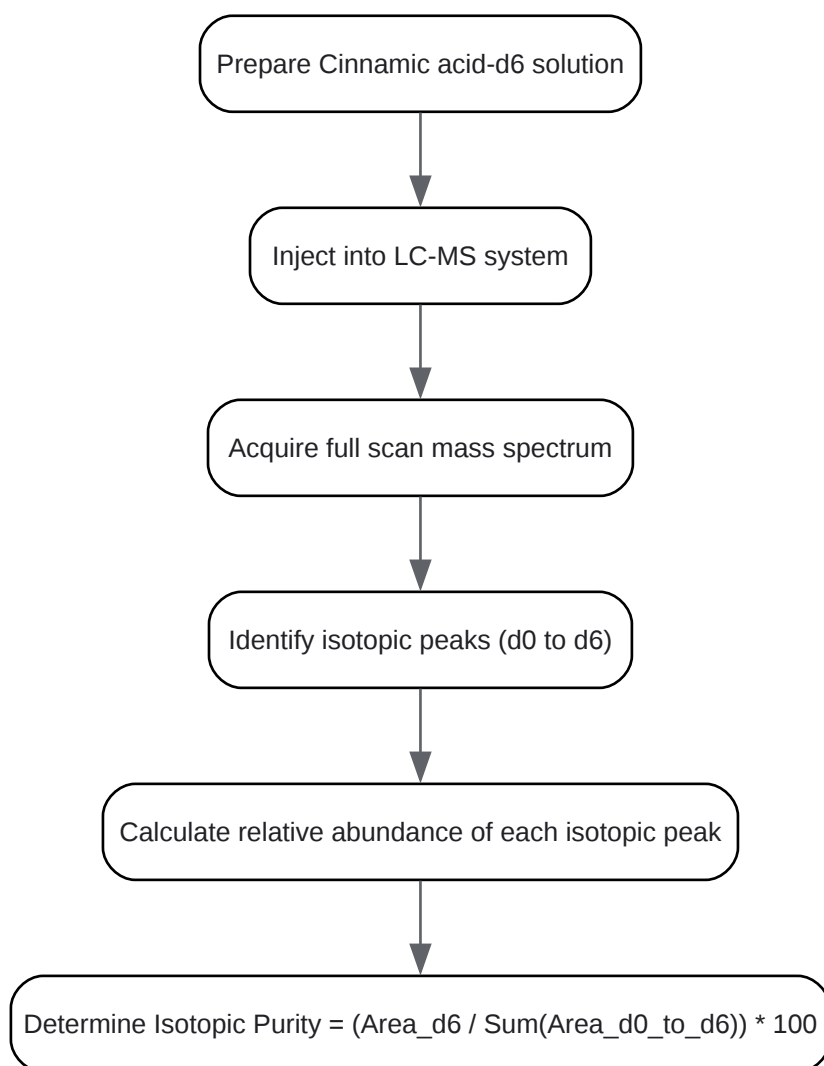 Prepare Cinnamic acid-d6 solution
Inject into LC-MS system
Acquire full scan mass spectrum
Identify isotopic peaks (d0 to d6)
Calculate relative abundance of each isotopic peak
Determine Isotopic Purity = (Area_d6 / Sum(Area_d0_to_d6)) * 100